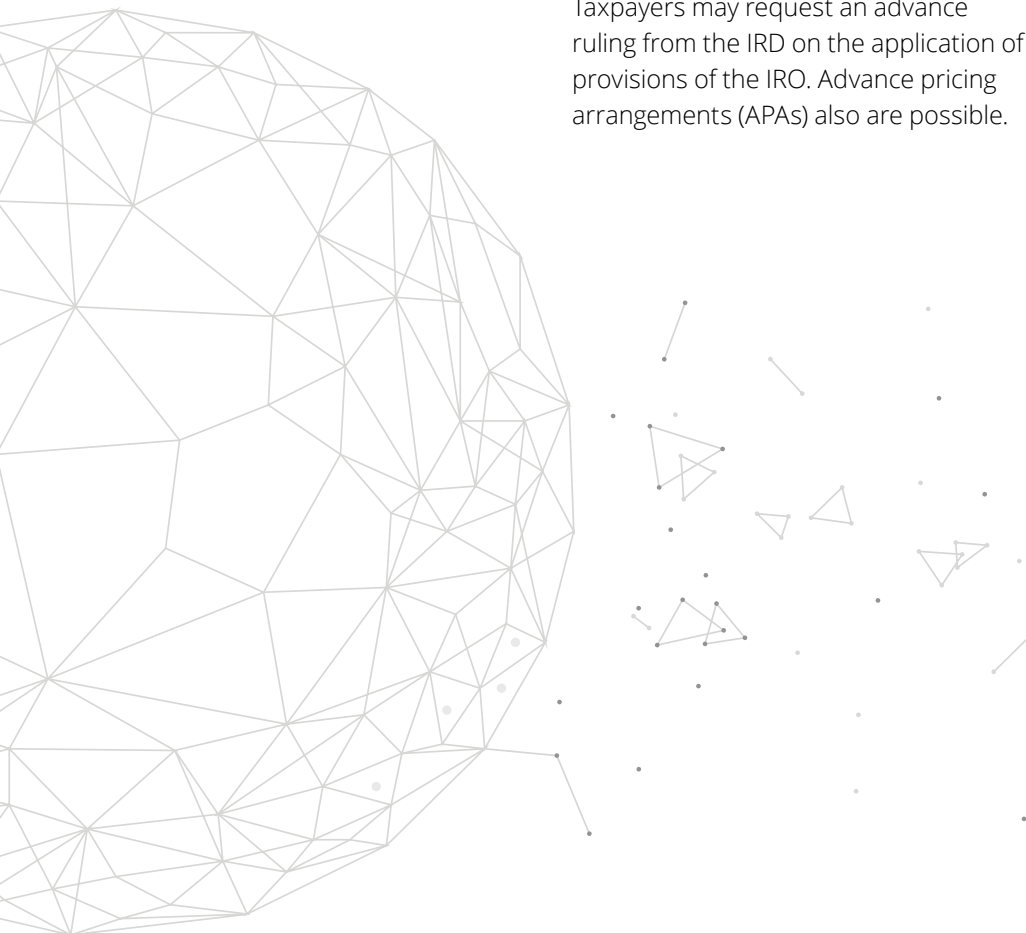 Taxpayers may request an advance
ruling from the IRD on the application of
provisions of the IRO. Advance pricing
arrangements (APAs) also are possible.